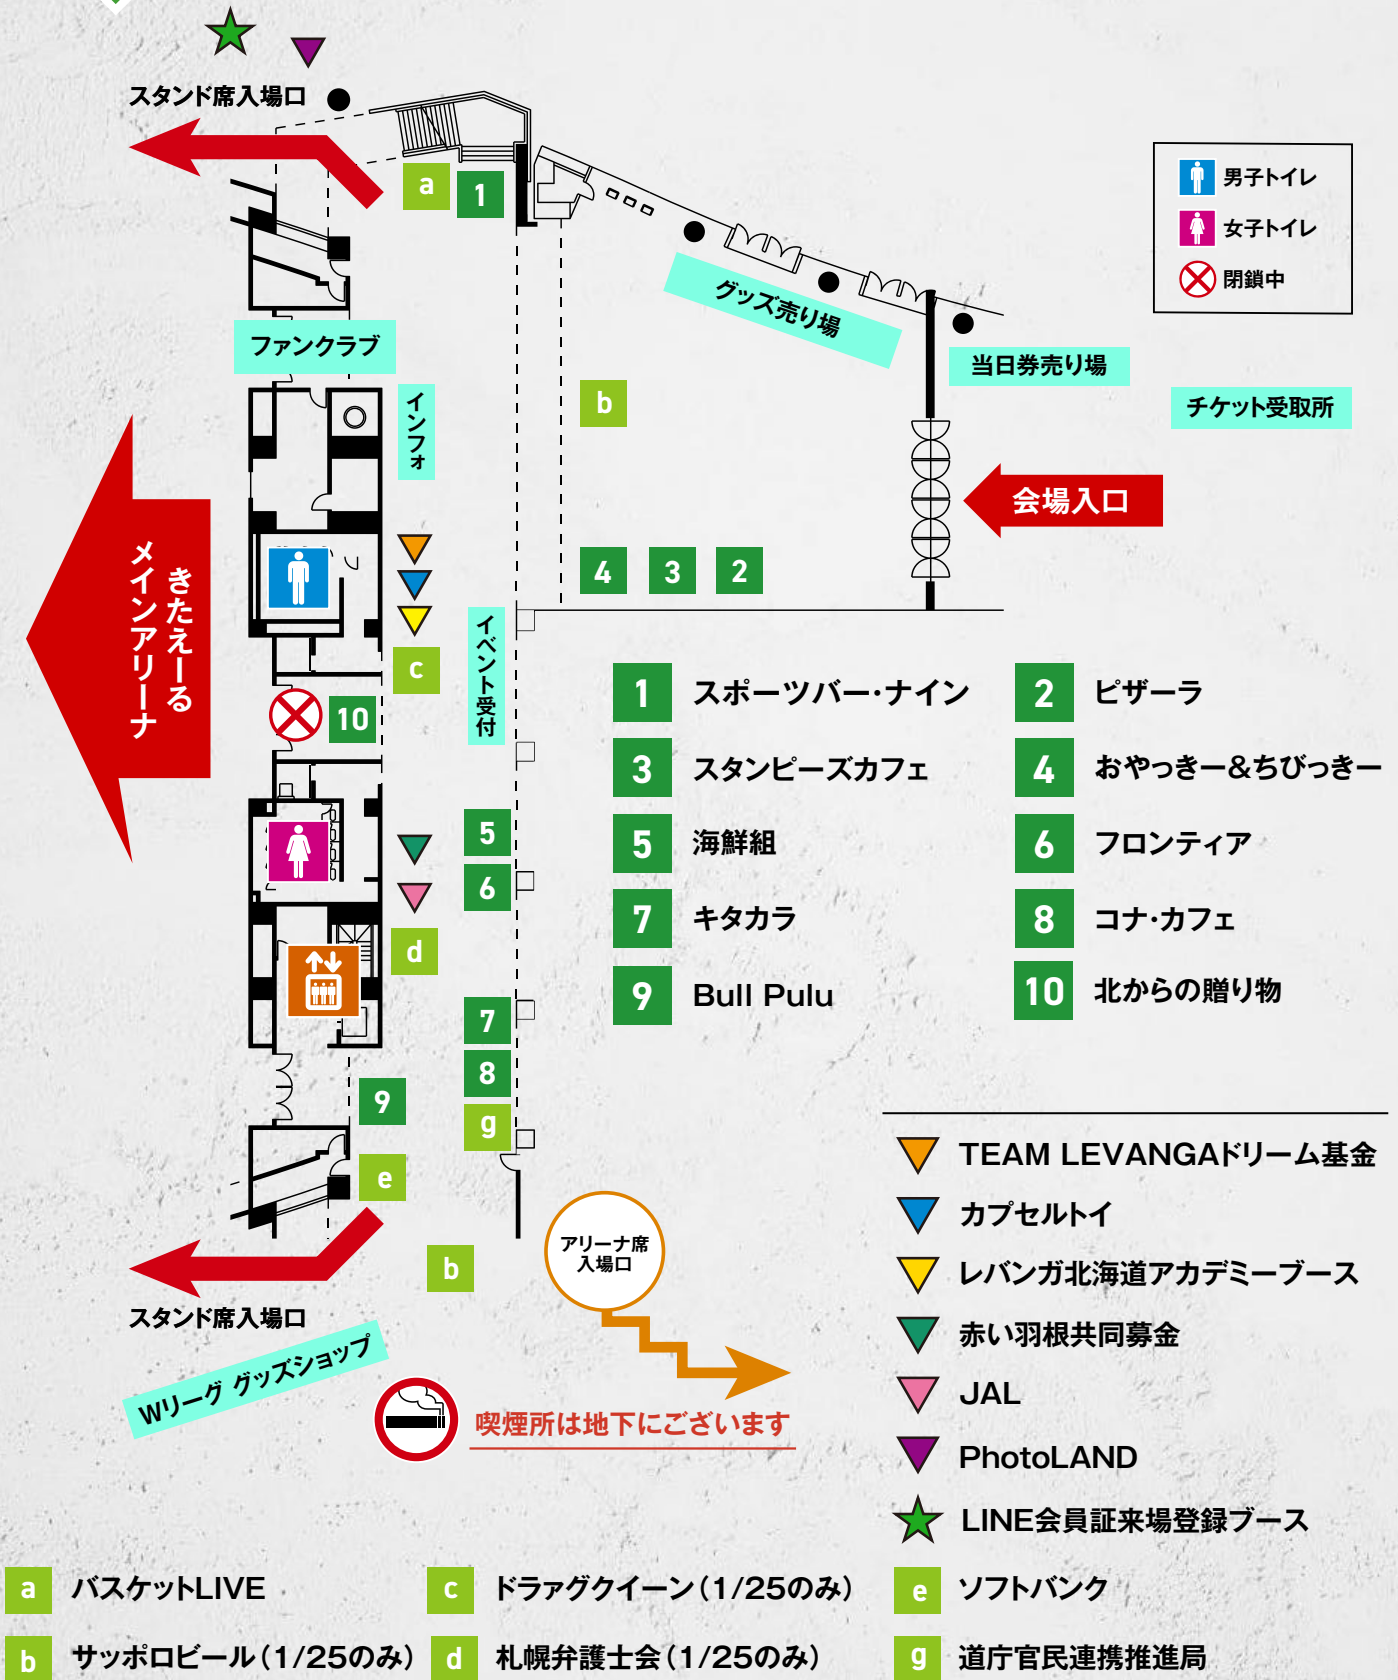 スタンド席入場口
a
1
男子トイレ
女子トイレ
閉鎖中
グッズ売り場
ファンクラブ
当日券売り場
チケット受取所
インフォ
b
会場入口
きたえーる
メインアリーナ
4
3
2
イベント受付
c
10
5
6
d
7
8
g
9
e
b
1 スポーツバー・ナイン
2 ピザーラ
3 スタンピーズカフェ
4 おやっきー&ちびっきー
5 海鮮組
6 フロンティア
7 キタカラ
8 コナ・カフェ
9 Bull Pulu
10 北からの贈り物
アリーナ席
入場口
スタンド席入場口
Wリーグ グッズショップ
喫煙所は地下にございます
TEAM LEVANGAドリーム基金
カプセルトイ
レバンガ北海道アカデミーブース
赤い羽根共同募金
JAL
PhotoLAND
LINE会員証来場登録ブース
a バスケットLIVE
c ドラァグクイーン(1/25のみ)
e ソフトバンク
b サッポロビール(1/25のみ)
d 札幌弁護士会(1/25のみ)
g 道庁官民連携推進局